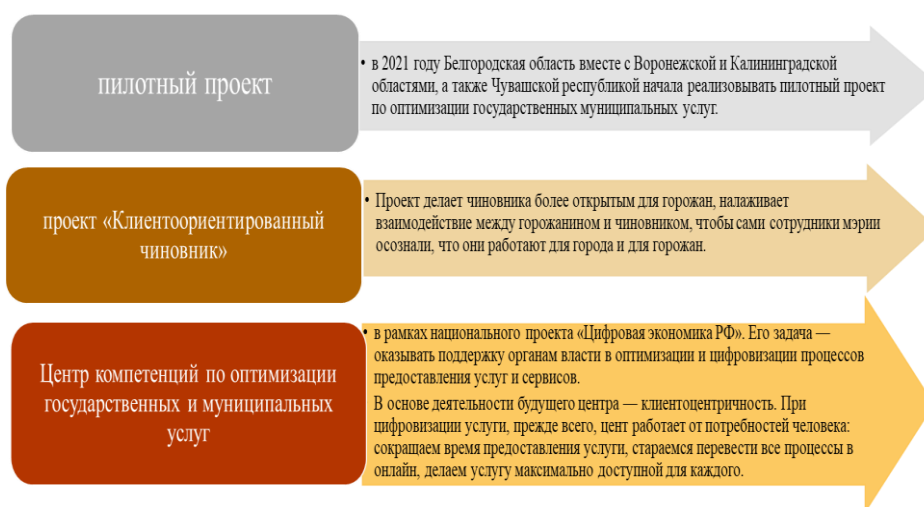 пилотный проект
• в 2021 году Белгородская область вместе с Воронежской и Калининградской
областями, а также Чувашской республикой начала реализовывать пилотный проект
по оптимизации государственных муниципальных услуг.
проект «Клиентоориентированный
чиновник»
• Проект делает чиновника более открытым для горожан, налаживает
взаимодействие между горожанином и чиновником, чтобы сами сотрудники мэрии
осознали, что они работают для города и для горожан.
Центр компетенций по оптимизации
государственных и муниципальных
услуг
• в рамках национального проекта «Цифровая экономика РФ». Его задача —
оказывать поддержку органам власти в оптимизации и цифровизации процессов
предоставления услуг и сервисов.
В основе деятельности будущего центра — клиентоцентричность. При
цифровизации услуги, прежде всего, цент работает от потребностей человека:
сокращаем время предоставления услуги, стараемся перевести все процессы в
онлайн, делаем услугу максимально доступной для каждого.